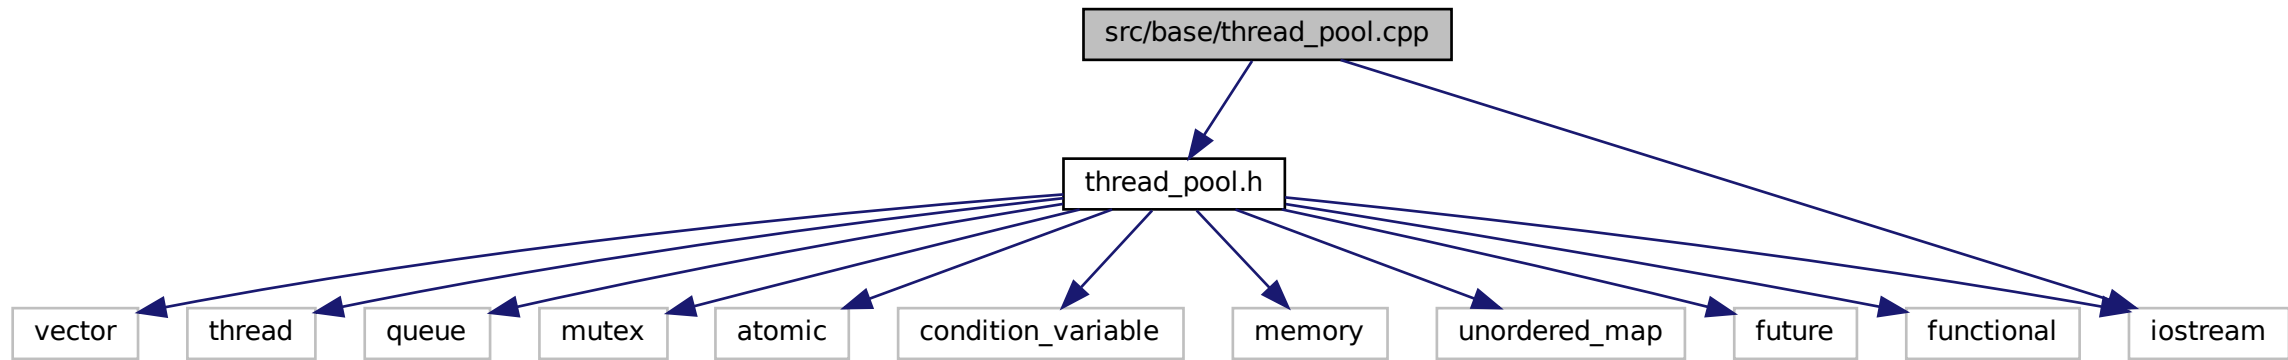 src/base/thread_pool.cpp
thread_pool.h
vector
thread
queue
mutex
atomic
condition_variable
memory
unordered_map
future
functional
iostream